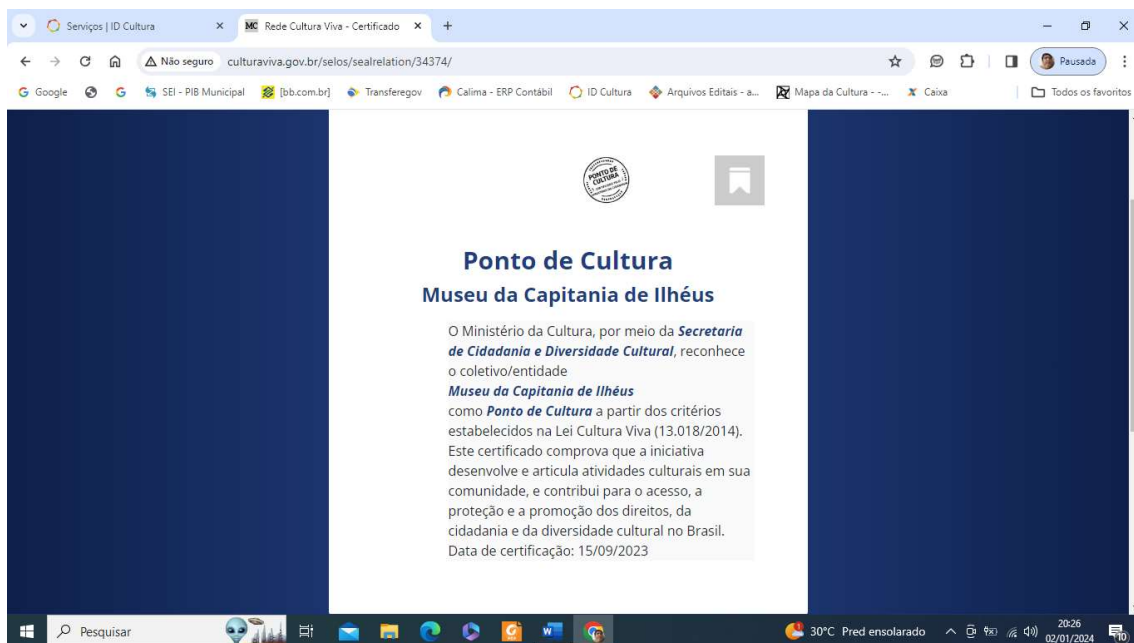 Serviços | ID Cultura
MC Rede Cultura Viva - Certificado
Não seguro culturaviva.gov.br/selos/sealrelation/34374/
Pausada
Google
SEI - PIB Municipal
[bb.com.br]
Transferegov
Calima - ERP Contábil
ID Cultura
Arquivos Editais - a...
Mapa da Cultura - -...
Caixa
Todos os favoritos
PONTO DE
CULTURA
Ponto de Cultura
Museu da Capitania de Ilhéus
O Ministério da Cultura, por meio da Secretaria
de Cidadania e Diversidade Cultural, reconhece
o coletivo/entidade
Museu da Capitania de Ilhéus
como Ponto de Cultura a partir dos critérios
estabelecidos na Lei Cultura Viva (13.018/2014).
Este certificado comprova que a iniciativa
desenvolve e articula atividades culturais em sua
comunidade, e contribui para o acesso, a
proteção e a promoção dos direitos, da
cidadania e da diversidade cultural no Brasil.
Data de certificação: 15/09/2023
Pesquisar
30°C Pred ensolarado
20:26
02/01/2024